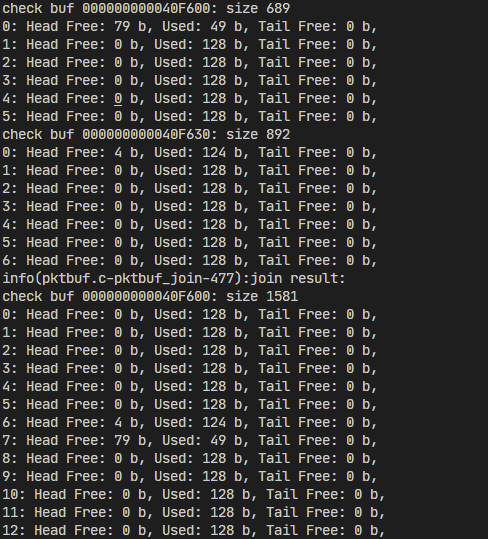 check buf 000000000040F600: size 689
0: Head Free: 79 b, Used: 49 b, Tail Free: 0 b,
1: Head Free: 0 b, Used: 128 b, Tail Free: 0 b,
2: Head Free: 0 b, Used: 128 b, Tail Free: 0 b,
3: Head Free: 0 b, Used: 128 b, Tail Free: 0 b,
4: Head Free: 0 b, Used: 128 b, Tail Free: 0 b,
5: Head Free: 0 b, Used: 128 b, Tail Free: 0 b,
check buf 000000000040F630: size 892
0: Head Free: 4 b, Used: 124 b, Tail Free: 0 b,
1: Head Free: 0 b, Used: 128 b, Tail Free: 0 b,
2: Head Free: 0 b, Used: 128 b, Tail Free: 0 b,
3: Head Free: 0 b, Used: 128 b, Tail Free: 0 b,
4: Head Free: 0 b, Used: 128 b, Tail Free: 0 b,
5: Head Free: 0 b, Used: 128 b, Tail Free: 0 b,
6: Head Free: 0 b, Used: 128 b, Tail Free: 0 b,
info(pktbuf.c-pktbuf_join-477):join result:
check buf 000000000040F600: size 1581
0: Head Free: 0 b, Used: 128 b, Tail Free: 0 b,
1: Head Free: 0 b, Used: 128 b, Tail Free: 0 b,
2: Head Free: 0 b, Used: 128 b, Tail Free: 0 b,
3: Head Free: 0 b, Used: 128 b, Tail Free: 0 b,
4: Head Free: 0 b, Used: 128 b, Tail Free: 0 b,
5: Head Free: 0 b, Used: 128 b, Tail Free: 0 b,
6: Head Free: 4 b, Used: 124 b, Tail Free: 0 b,
7: Head Free: 79 b, Used: 49 b, Tail Free: 0 b,
8: Head Free: 0 b, Used: 128 b, Tail Free: 0 b,
9: Head Free: 0 b, Used: 128 b, Tail Free: 0 b,
10: Head Free: 0 b, Used: 128 b, Tail Free: 0 b,
11: Head Free: 0 b, Used: 128 b, Tail Free: 0 b,
12: Head Free: 0 b, Used: 128 b, Tail Free: 0 b,